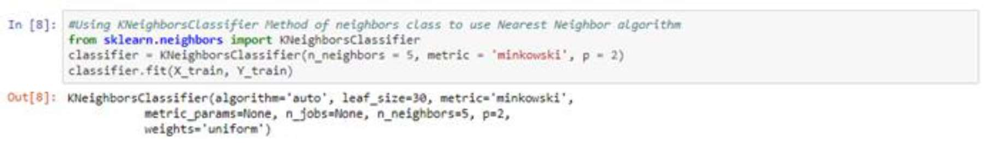 In [8]: #Using KNeighborsClassifier Method of neighbors class to use Nearest Neighbor algorithm
from sklearn.neighbors import KNeighborsClassifier
classifier = KNeighborsClassifier(n_neighbors = 5, metric = 'minkowski', p = 2)
classifier.fit(X_train, Y_train)
Out[8]: KNeighborsClassifier(algorithm='auto', leaf_size=30, metric='minkowski',
metric_params=None, n_jobs=None, n_neighbors=5, p=2,
weights='uniform')